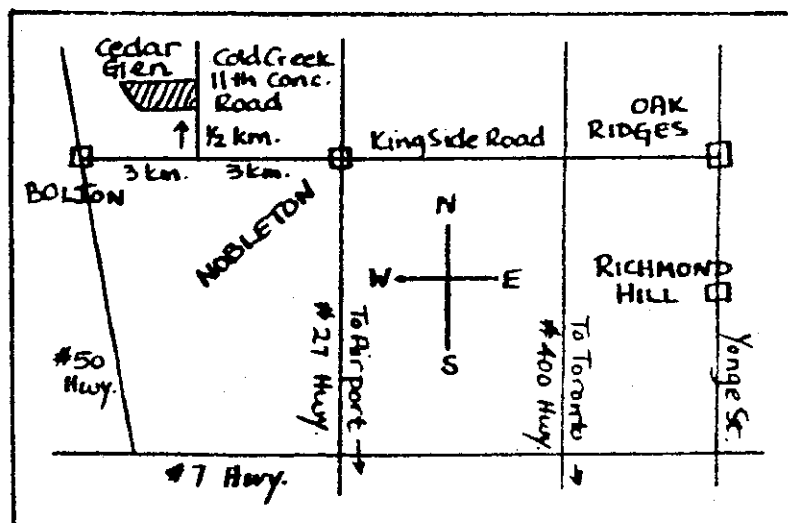 Cedar
Glen
Cold Creek
11th Conc.
Road
1/2 km.
King Side Road
OAK
RIDGES
3 km.
3 km.
BOLTON
NOBLETON
N
W
E
S
RICHMOND
HILL
#50
Hwy.
#27 Hwy.
To Airport
#400 Hwy.
To Toronto
Yonge St.
#7 Hwy.